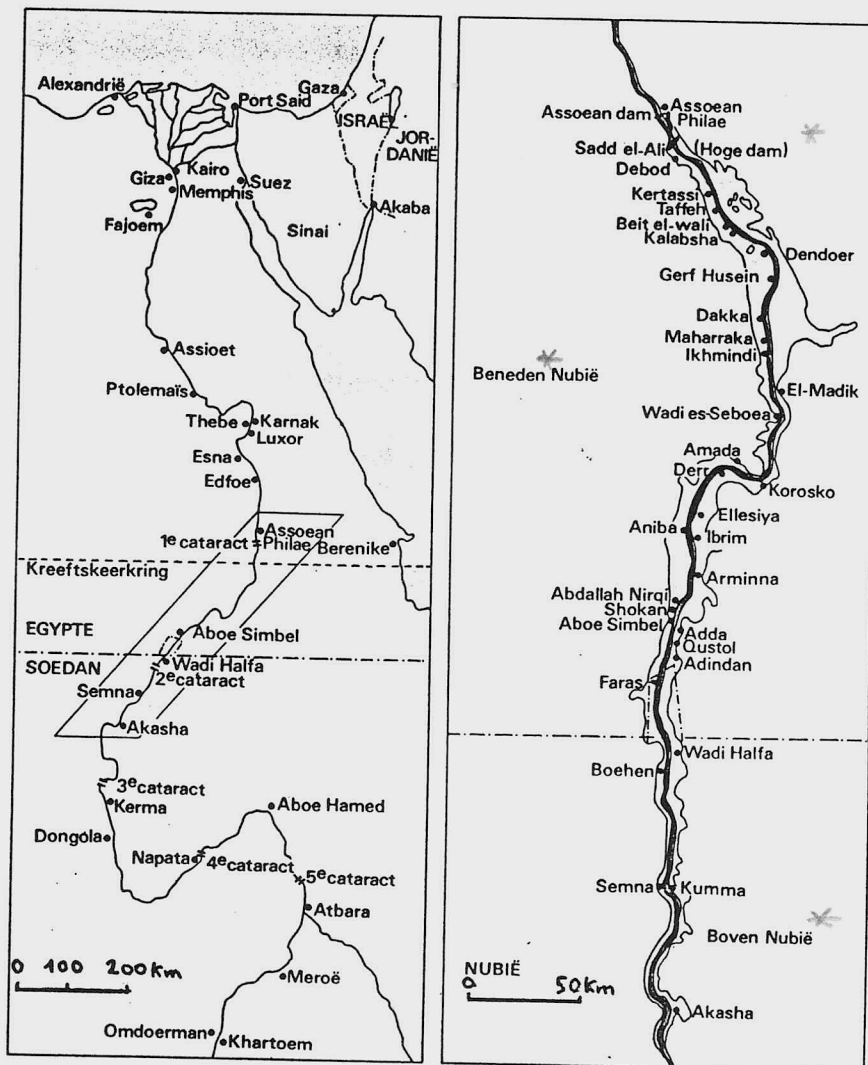 Alexandrië
Port Said
Gaza
ISRAËL
JOR-
DANIË
Kairo
Giza
Memphis
Suez
Akaba
Fajoem
Sinai
Assioet
Ptolemaïs
Thebe
Karnak
Luxor
Esna
Edfoe
Assoean
1e cataract
Philae
Berenike
Kreeftskeerkring
EGYPTE
Aboe Simbel
SOEDAN
Wadi Halfa
2e cataract
Semna
Akasha
3e cataract
Kerma
Aboe Hamed
Dongola
Napata
4e cataract
5e cataract
Atbara
0 100 200 Km
Meroë
Omdoerman
Khartoem
Assoean
Assoean dam
Philae
Sadd el-Ali
(Hoge dam)
Debod
Kertassi
Taffeh
Beit el-wali
Kalabsha
Dendoer
Gerf Husein
Dakka
Maharraka
Ikhmindi
Beneden Nubië
El-Madik
Wadi es-Seboea
Amada
Derr
Korosko
Ellesiya
Aniba
Ibrim
Arminna
Abdallah Nirqi
Shokan
Aboe Simbel
Adda
Qustol
Adindan
Faras
Wadi Halfa
Boehen
Semna
Kumma
Boven Nubië
NUBIË
0 50 Km
Akasha